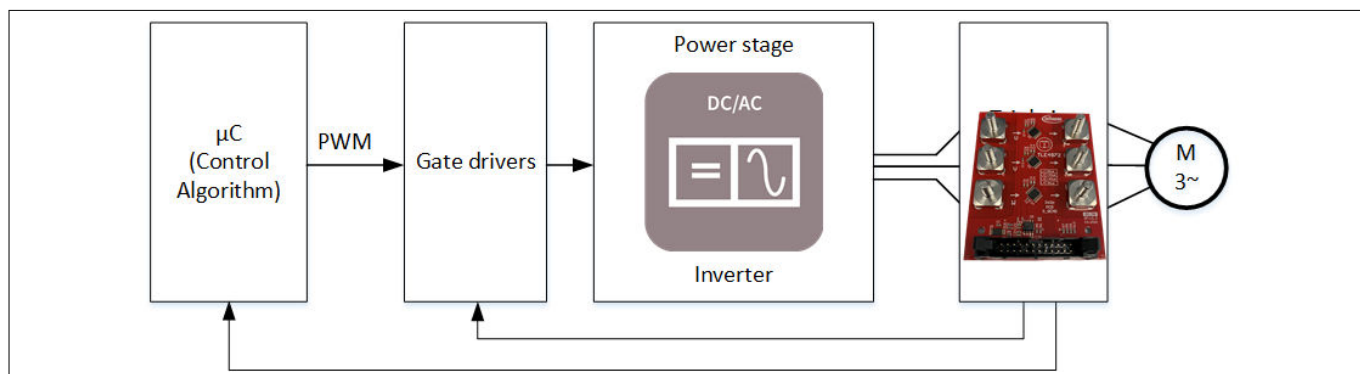 µC
(Control
Algorithm)
PWM
Gate drivers
Power stage
DC/AC
Inverter
M
3~